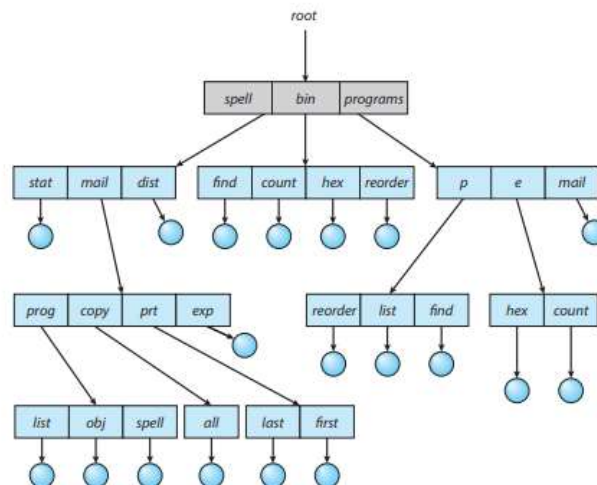 root
spell bin programs
stat mail dist find count hex reorder p e mail
prog copy prt exp reorder list find hex count
list obj spell all last first